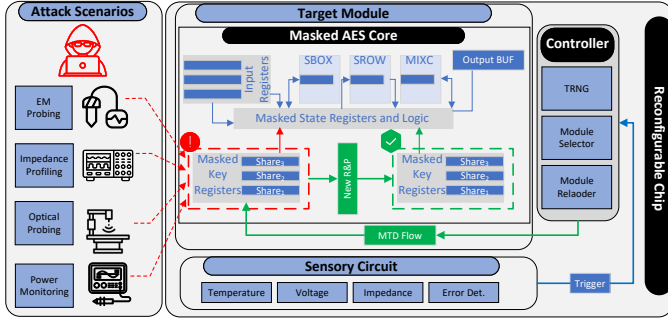 Attack Scenarios
EM
Probing
Impedance
Profiling
Optical
Probing
Power
Monitoring
Target Module
Masked AES Core
Input
Registers
SBOX
SROW
MIXC
Output BUF
Masked State Registers and Logic
Masked
Key
Registers
Share₃
Share₂
Share₁
New R&P
Masked
Key
Registers
Share₃
Share₂
Share₁
MTD Flow
Sensory Circuit
Temperature
Voltage
Impedance
Error Det.
Controller
TRNG
Module
Selector
Module
Relaoder
Trigger
Reconfigurable Chip